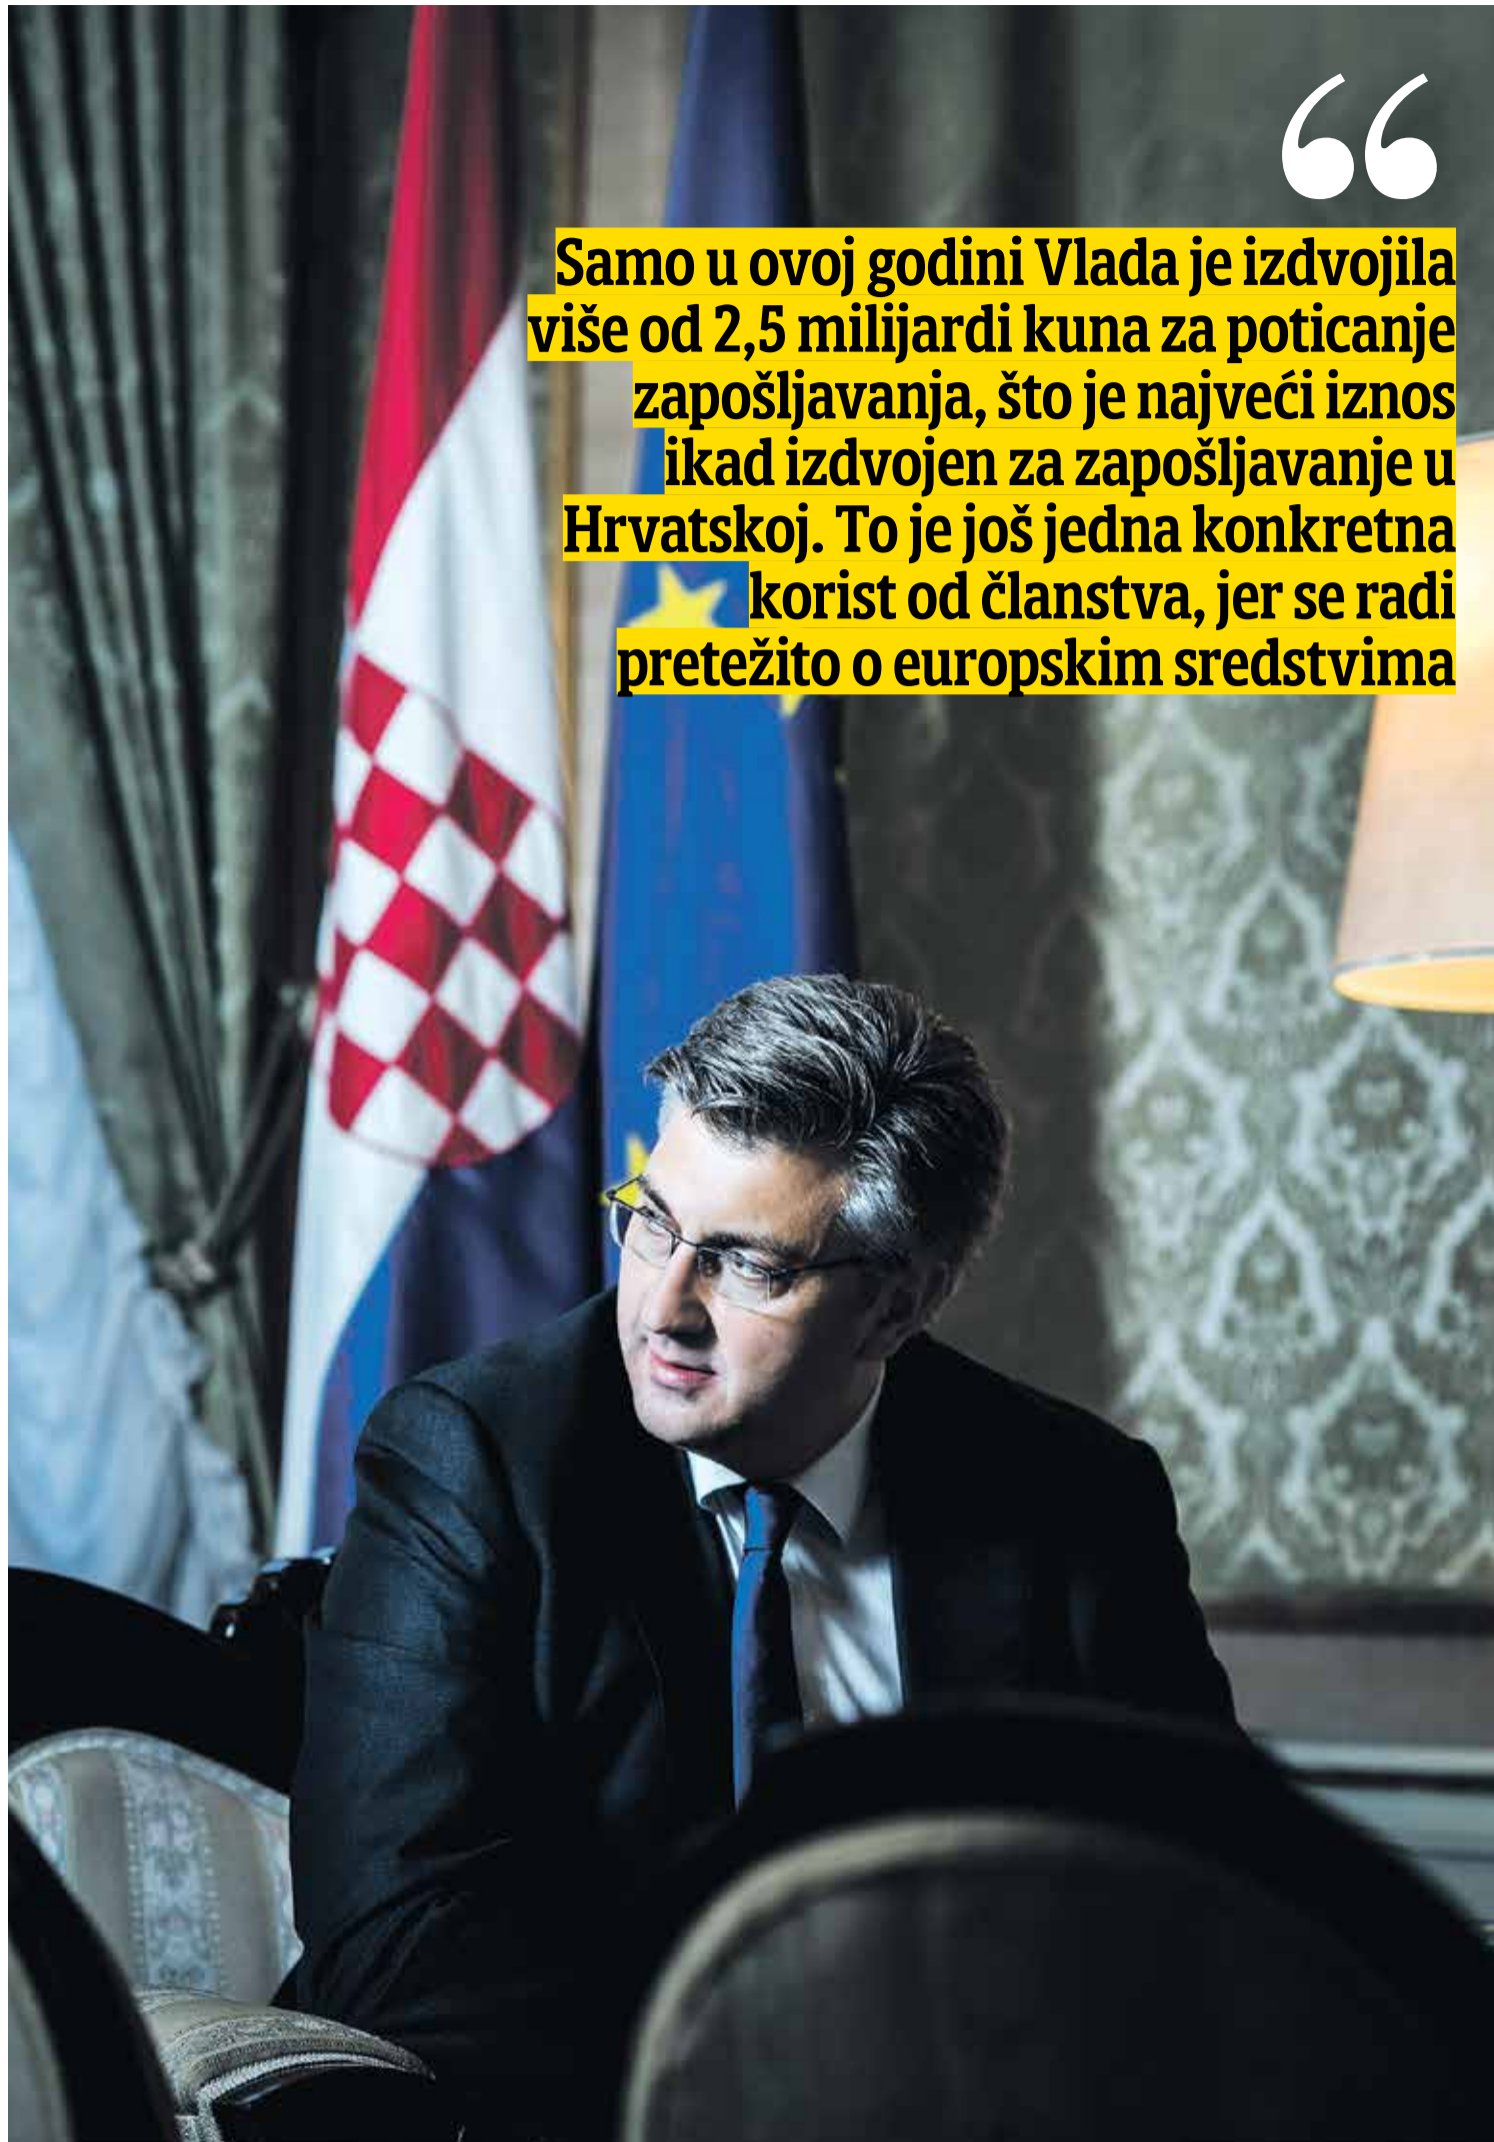 “
Samo u ovoj godini Vlada je izdvojila
više od 2,5 milijardi kuna za poticanje
zapošljavanja, što je najveći iznos
ikad izdvojen za zapošljavanje u
Hrvatskoj. To je još jedna konkretna
korist od članstva, jer se radi
pretežito o europskim sredstvima